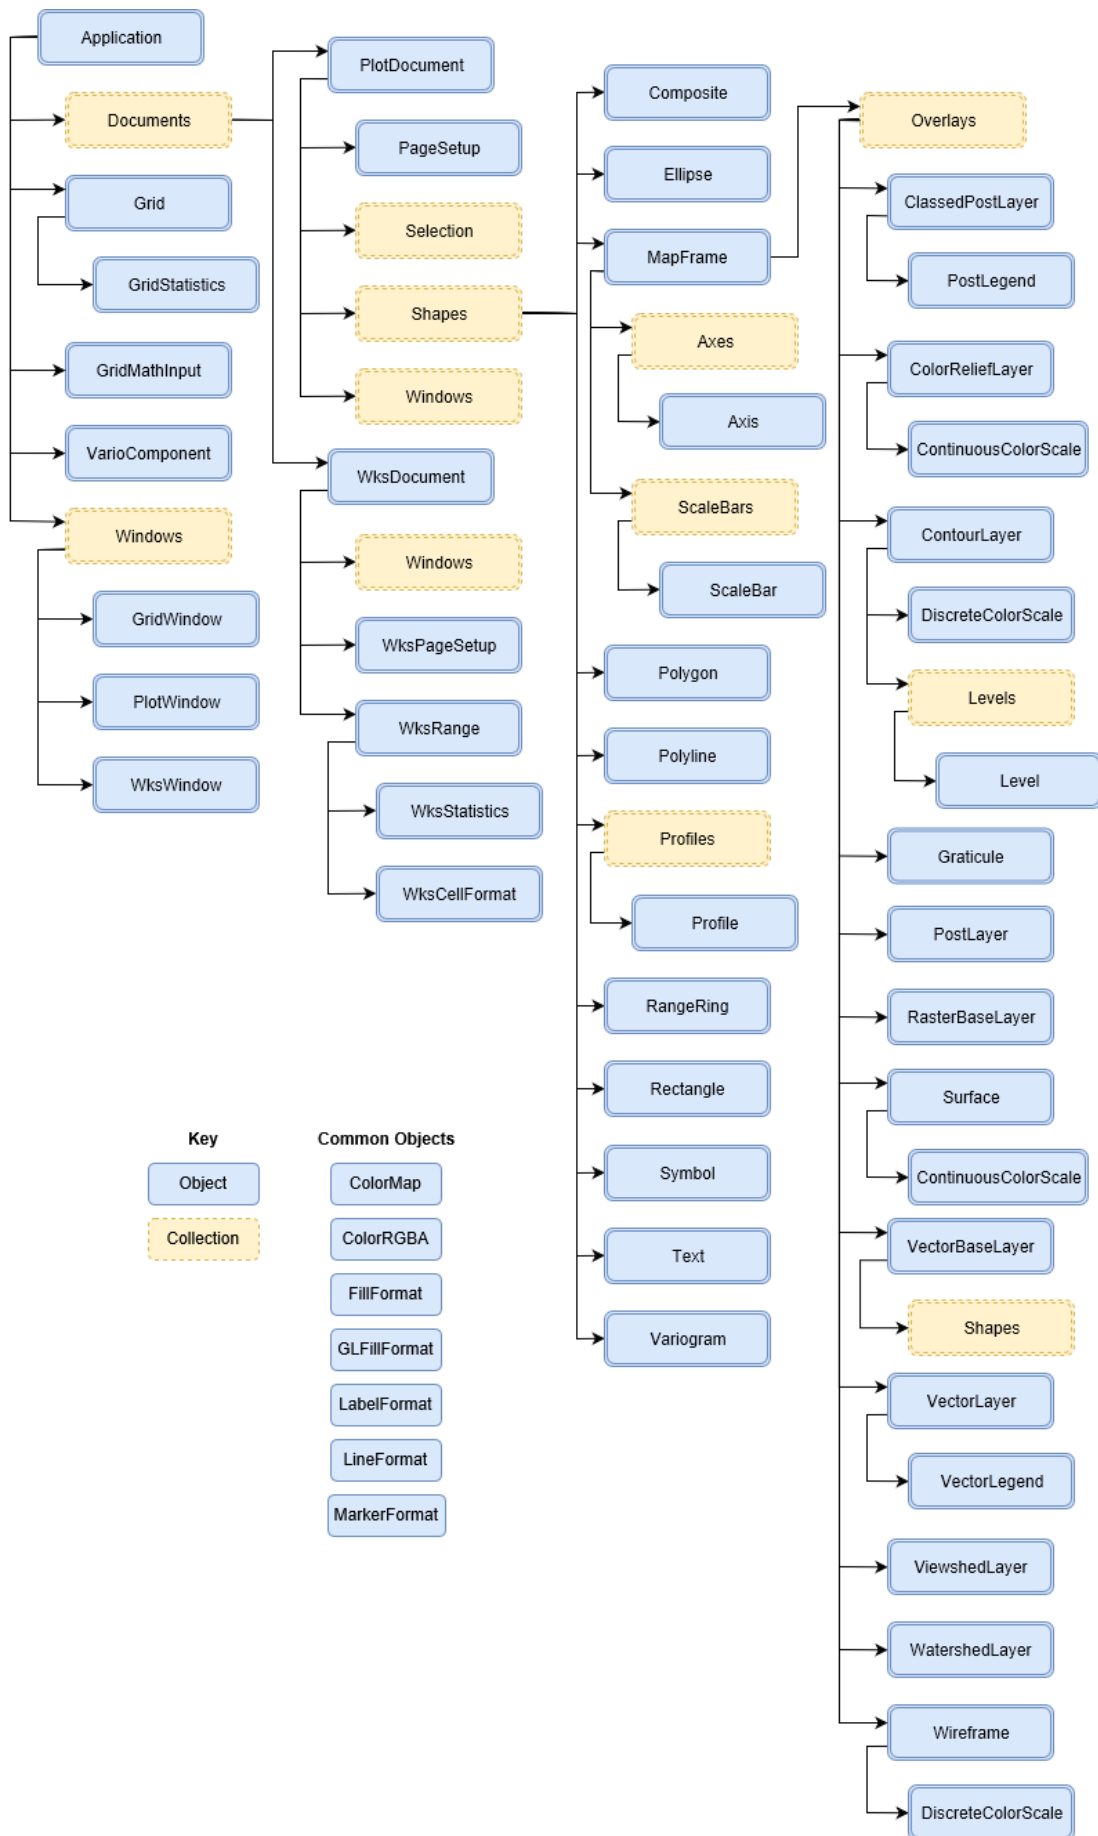 Application
Documents
Grid
GridStatistics
GridMathInput
VarioComponent
Windows
GridWindow
PlotWindow
WksWindow
PlotDocument
PageSetup
Selection
Shapes
Windows
WksDocument
Windows
WksPageSetup
WksRange
WksStatistics
WksCellFormat
Composite
Ellipse
MapFrame
Axes
Axis
ScaleBars
ScaleBar
Polygon
Polyline
Profiles
Profile
RangeRing
Rectangle
Symbol
Text
Variogram
Overlays
ClassedPostLayer
PostLegend
ColorReliefLayer
ContinuousColorScale
ContourLayer
DiscreteColorScale
Levels
Level
Graticule
PostLayer
RasterBaseLayer
Surface
ContinuousColorScale
VectorBaseLayer
Shapes
VectorLayer
VectorLegend
ViewshedLayer
WatershedLayer
Wireframe
DiscreteColorScale
Key
Object
Collection
Common Objects
ColorMap
ColorRGBA
FillFormat
GLFillFormat
LabelFormat
LineFormat
MarkerFormat